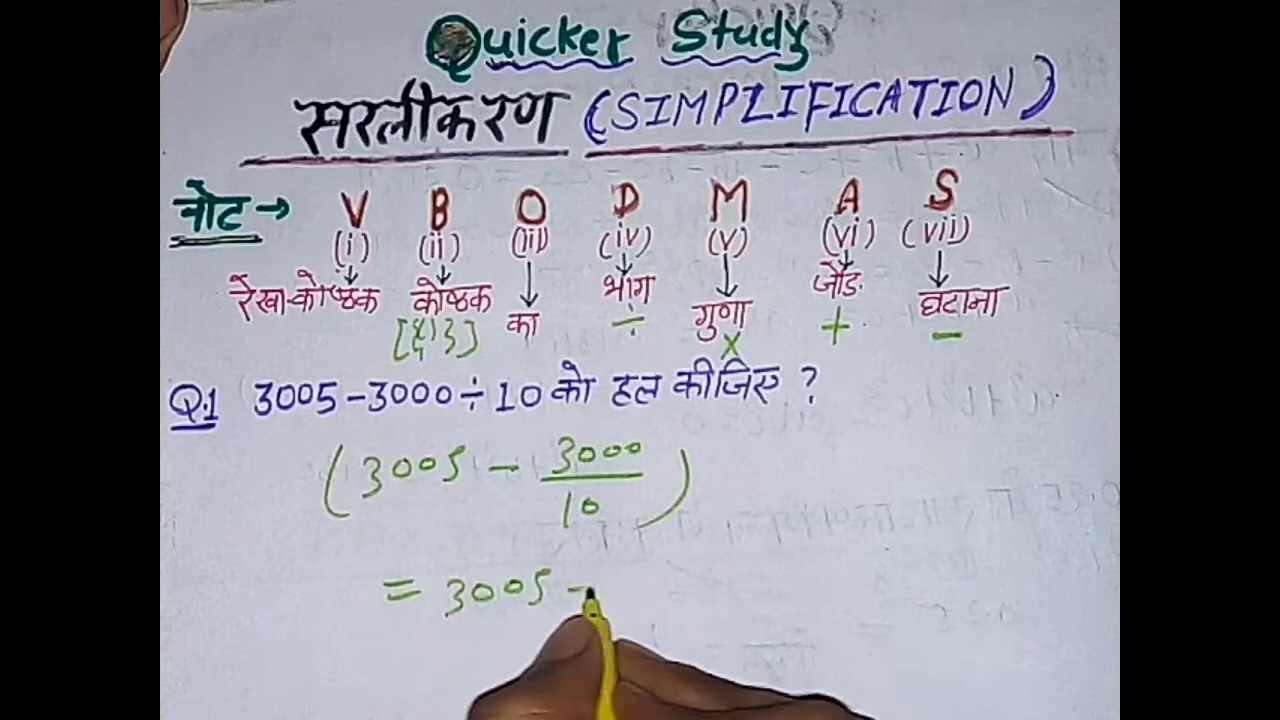 Quicker Study
सरलीकरण (SIMPLIFICATION)
नोट → V B O D M A S
(i) (ii) (iii) (iv) (v) (vi) (vii)
रेखा-कोष्ठक कोष्ठक का भाग गुणा जोड घटाना
[{()}] ÷ × + −
Q.1 3005-3000÷10 को हल कीजिए ?
(3005 - 3000/10)
= 3005 -